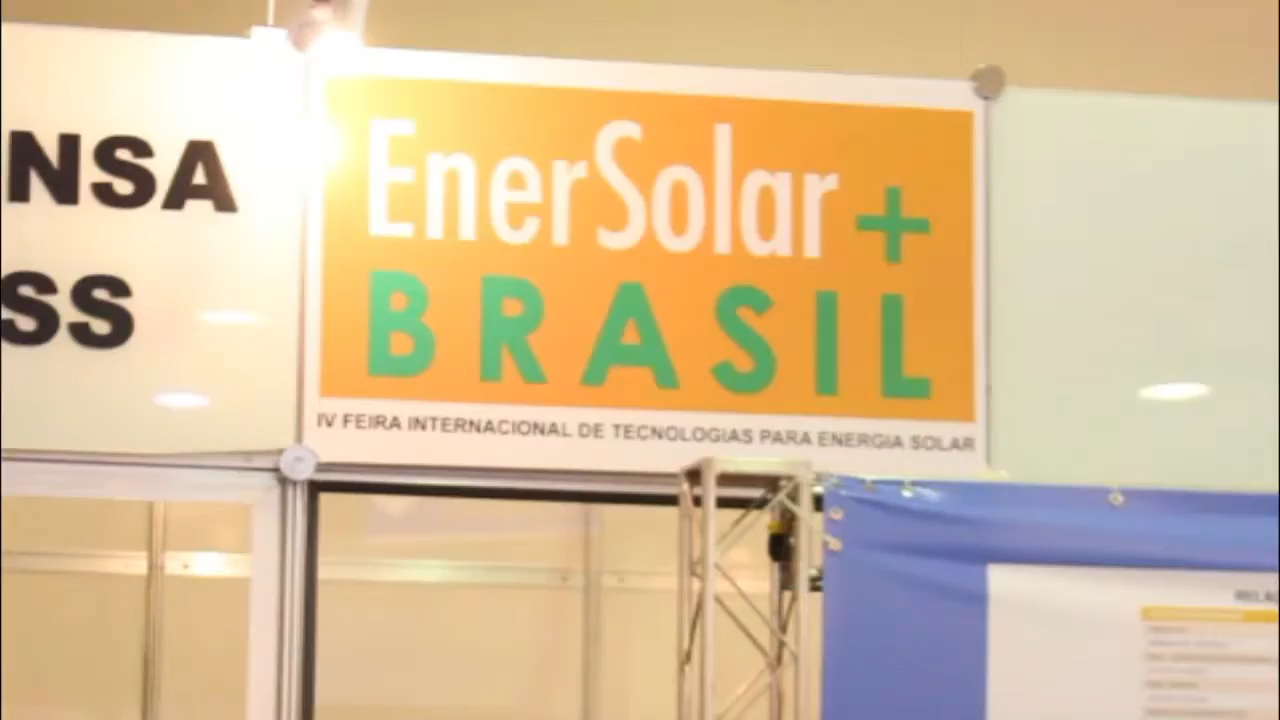 NSA
SS
EnerSolar +
BRASIL
IV FEIRA INTERNACIONAL DE TECNOLOGIAS PARA ENERGIA SOLAR